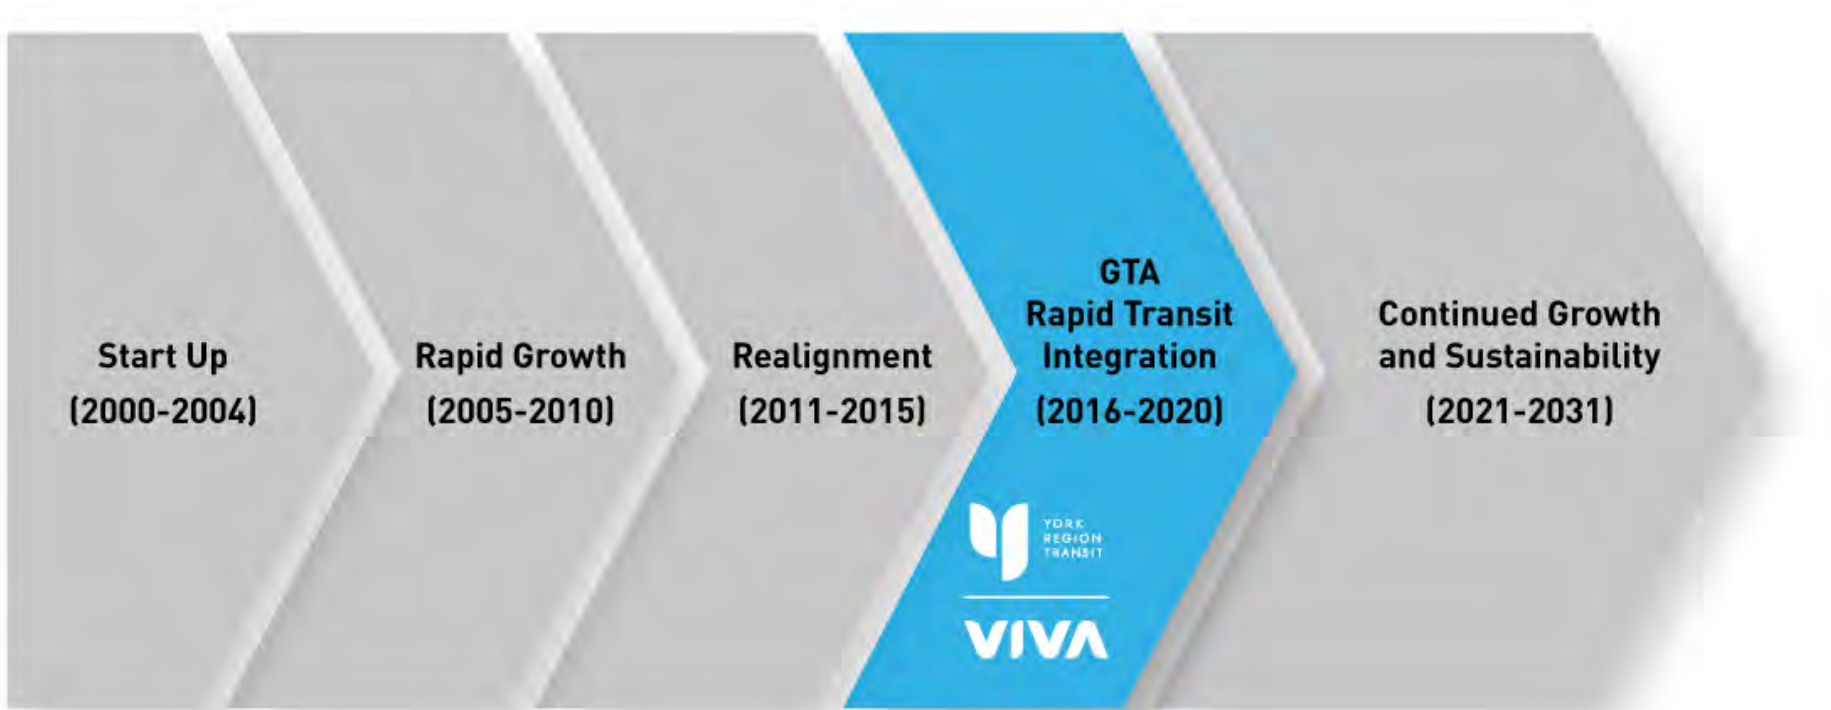 Start Up
(2000-2004)
Rapid Growth
(2005-2010)
Realignment
(2011-2015)
GTA
Rapid Transit
Integration
(2016-2020)
YORK
REGION
TRANSIT
VIVA
Continued Growth
and Sustainability
(2021-2031)